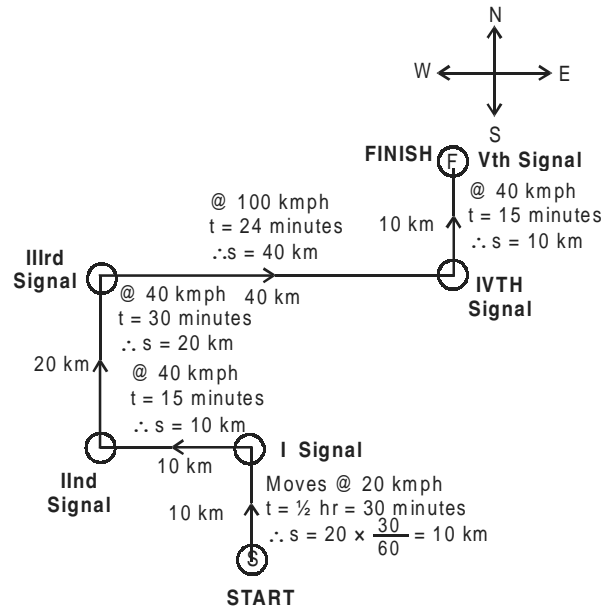 N
W E
S
FINISH F Vth Signal
@ 100 kmph
t = 24 minutes
∴s = 40 km
10 km
@ 40 kmph
t = 15 minutes
∴ s = 10 km
IIIrd
Signal
40 km
IVTH
Signal
@ 40 kmph
t = 30 minutes
∴ s = 20 km
20 km
@ 40 kmph
t = 15 minutes
∴ s = 10 km
10 km
I Signal
IInd
Signal
10 km
Moves @ 20 kmph
t = ½ hr = 30 minutes
∴ s = 20 × 30/60 = 10 km
S
START